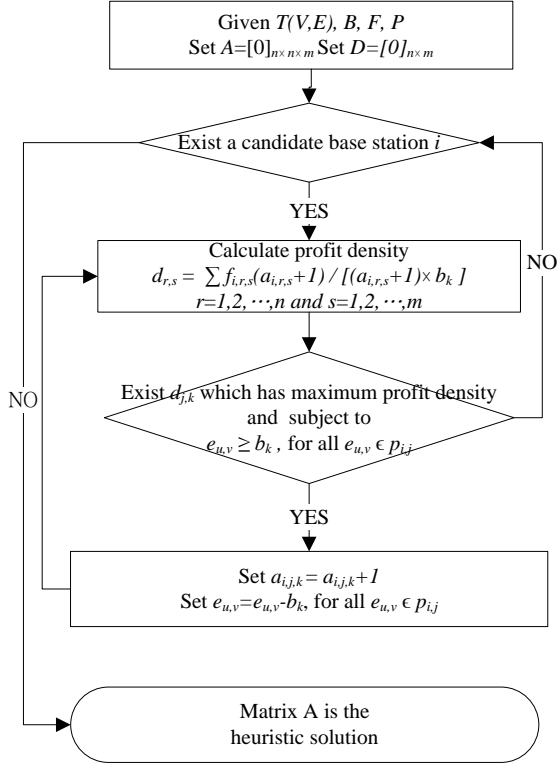 Given T(V,E), B, F, P
Set A=[0]n×n×m Set D=[0]n×m
Exist a candidate base station i
YES
Calculate profit density
dr,s = ∑ fi,r,s(ai,r,s+1) / [(ai,r,s+1)× bk ]
r=1,2, ⋯,n and s=1,2, ⋯,m
NO
Exist dj,k which has maximum profit density
and subject to
eu,v ≥ bk , for all eu,v ϵ pi,j
NO
YES
Set ai,j,k= ai,j,k+1
Set eu,v=eu,v-bk, for all eu,v ϵ pi,j
Matrix A is the
heuristic solution